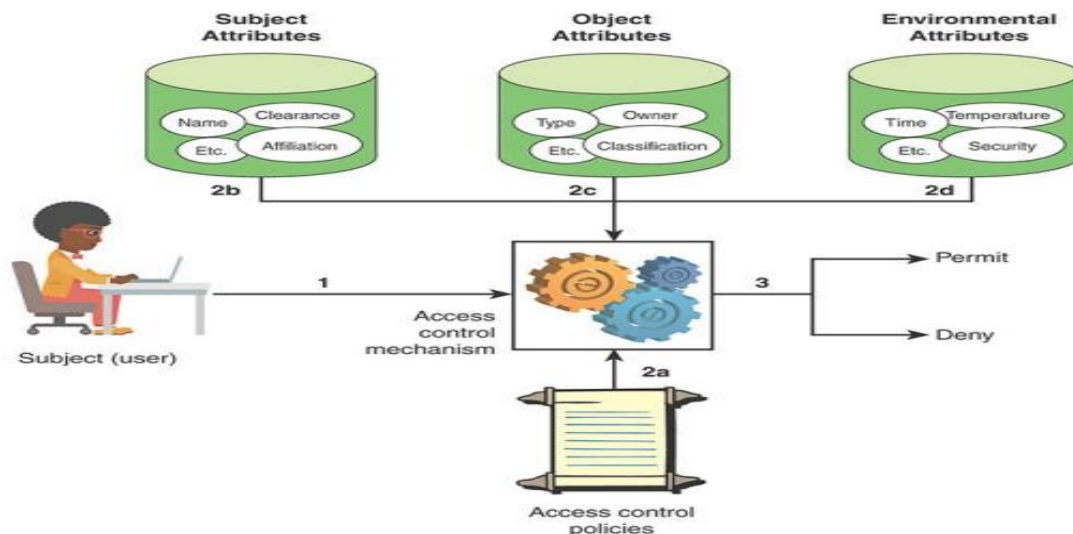 Subject
Attributes
Object
Attributes
Environmental
Attributes
Name
Clearance
Etc.
Affiliation
Type
Owner
Etc.
Classification
Time
Temperature
Etc.
Security
2b
2c
2d
1
Access
control
mechanism
3
Permit
Deny
Subject (user)
2a
Access control
policies